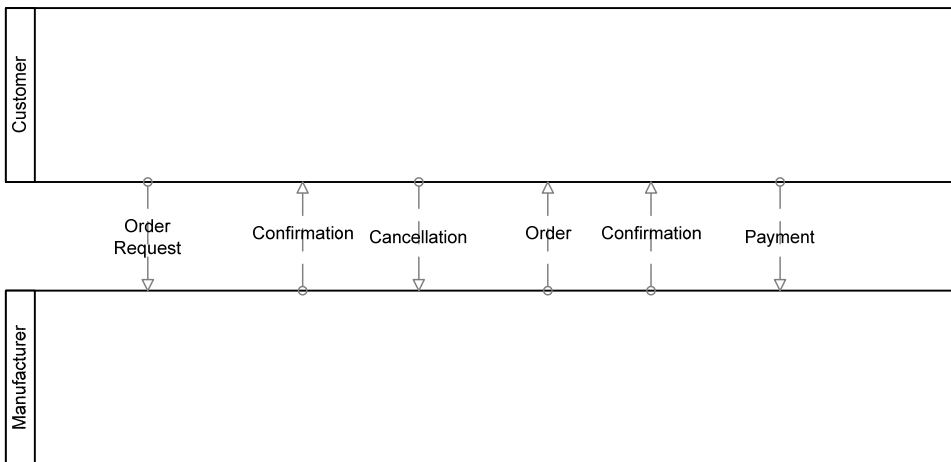 Customer
Order
Request
Confirmation
Cancellation
Order
Confirmation
Payment
Manufacturer